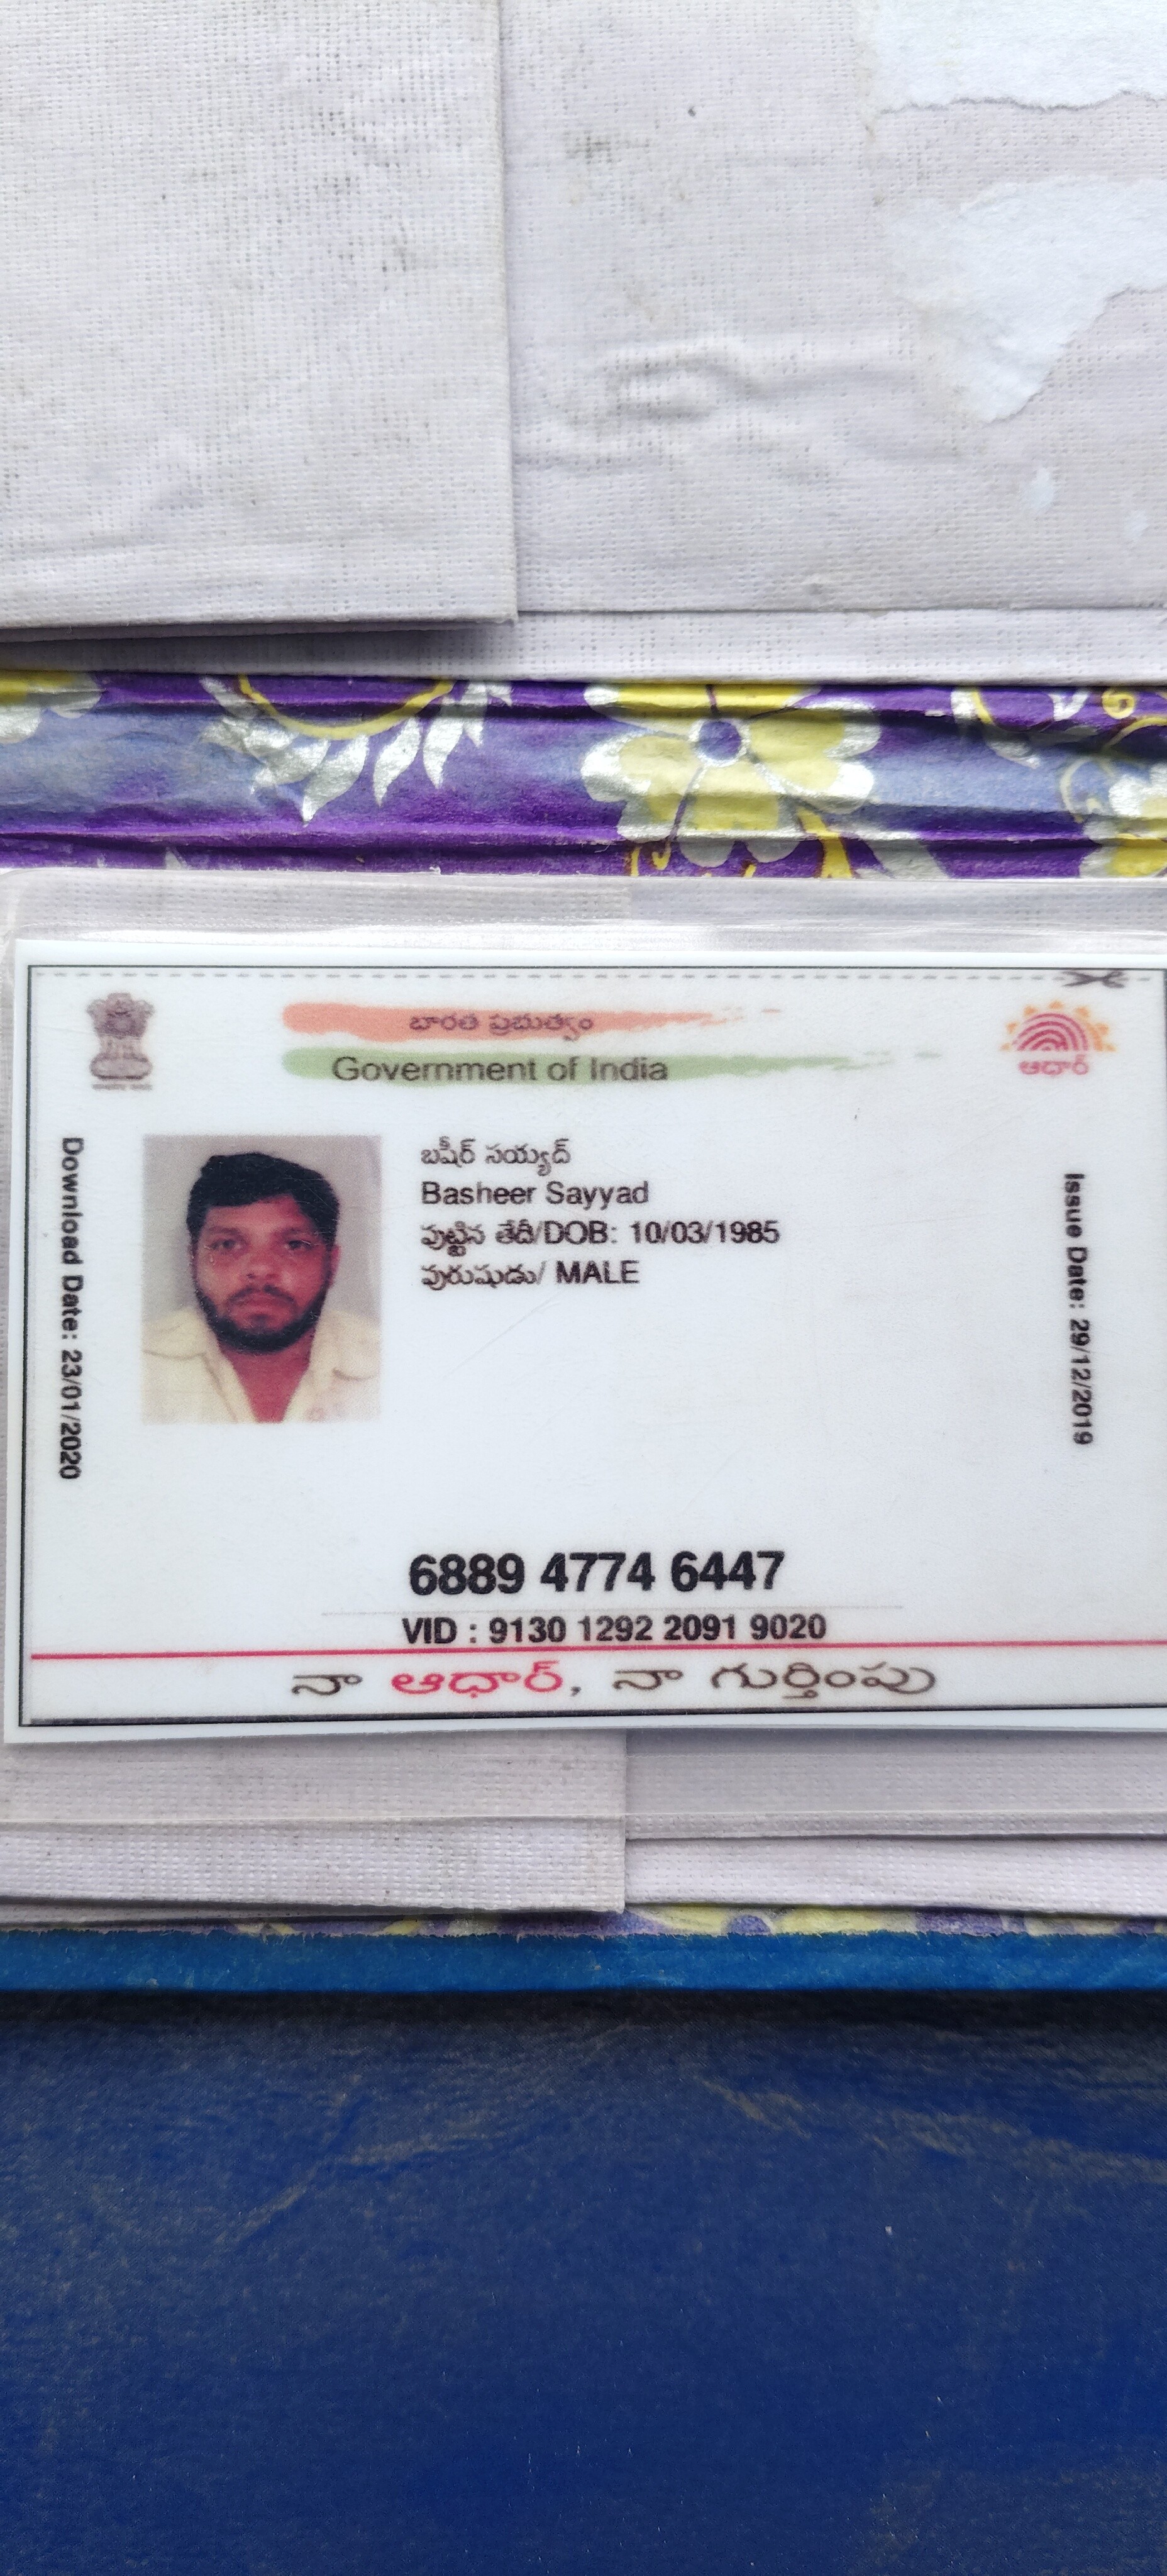 భారత ప్రభుత్వం
Government of India
ఆధార్
Download Date: 23/01/2020
బషీర్ సయ్యద్
Basheer Sayyad
పుట్టిన తేదీ/DOB: 10/03/1985
పురుషుడు/ MALE
Issue Date: 29/12/2019
6889 4774 6447
VID : 9130 1292 2091 9020
నా ఆధార్, నా గుర్తింపు